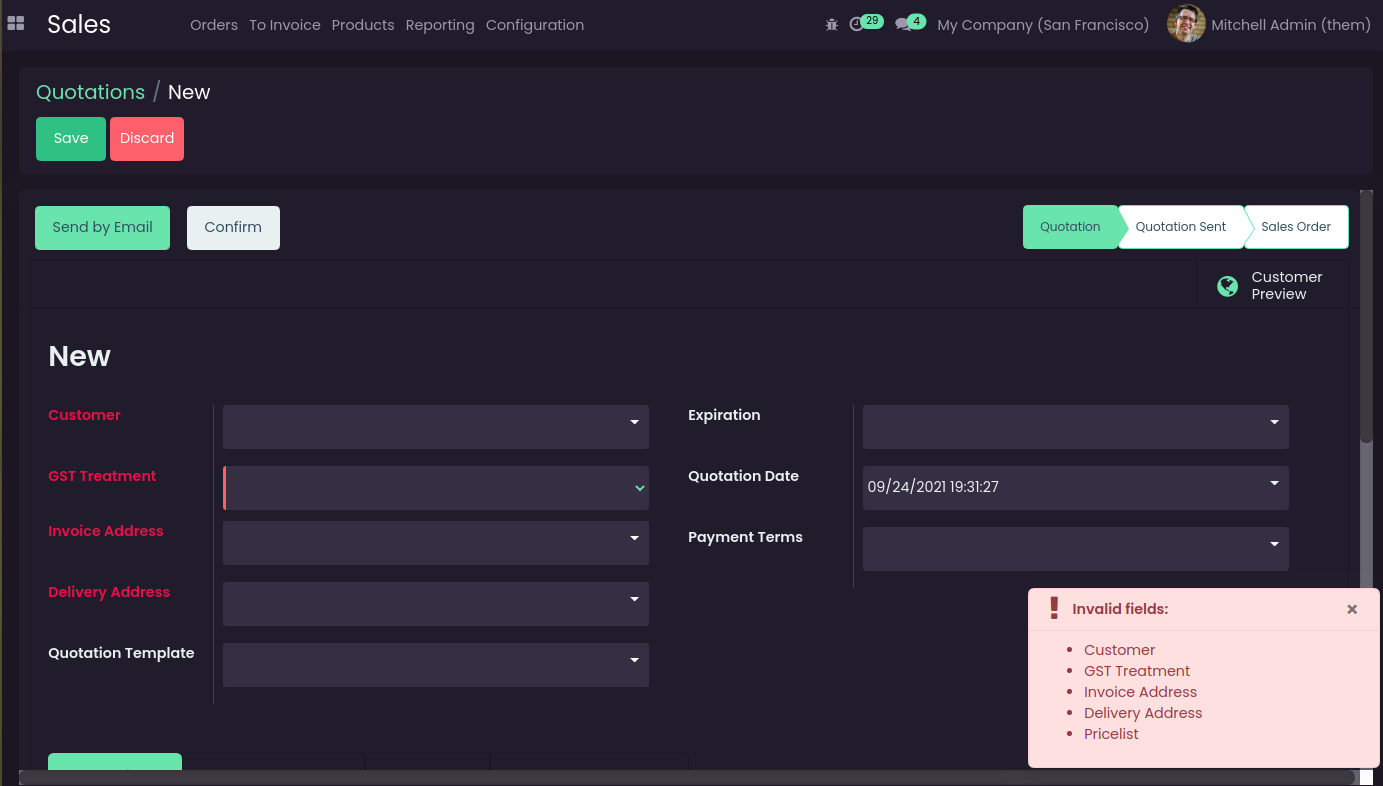 Sales
Orders To Invoice Products Reporting Configuration
29 4 My Company (San Francisco) Mitchell Admin (them)
Quotations / New
Save Discard
Send by Email Confirm
Quotation Quotation Sent Sales Order
Customer
Preview
New
Customer
Expiration
GST Treatment
Quotation Date 09/24/2021 19:31:27
Invoice Address
Payment Terms
Delivery Address
Quotation Template
! Invalid fields: ×
• Customer
• GST Treatment
• Invoice Address
• Delivery Address
• Pricelist